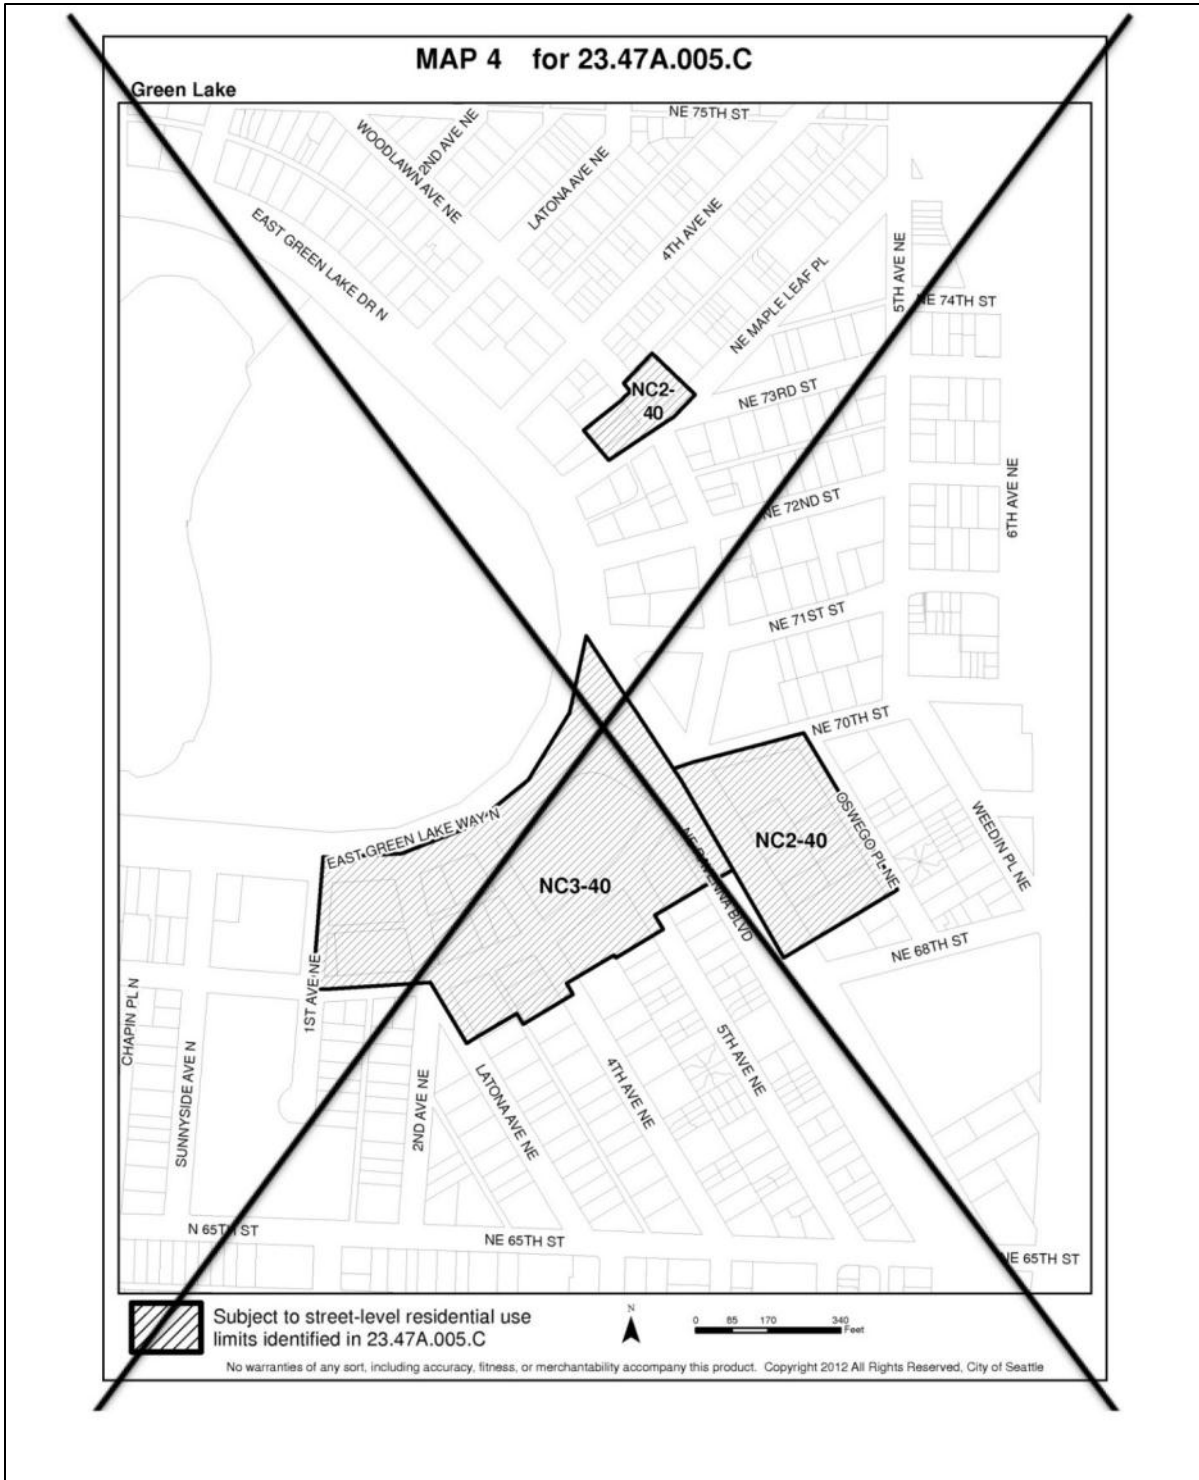 MAP 4 for 23.47A.005.C
Green Lake
NE 75TH ST
WOODLAWN AVE NE
2ND AVE NE
LATONA AVE NE
4TH AVE NE
EAST GREEN LAKE DR N
NE MAPLE LEAF PL
5TH AVE NE
NE 74TH ST
NC2-
40
NE 73RD ST
NE 72ND ST
6TH AVE NE
NE 71ST ST
NE 70TH ST
EAST GREEN LAKE WAY N
NE RAVENNA BLVD
NC2-40
OSWEGO PL NE
WEEDIN PL NE
NC3-40
NE 68TH ST
1ST AVE NE
CHAPIN PL N
SUNNYSIDE AVE N
2ND AVE NE
LATONA AVE NE
4TH AVE NE
5TH AVE NE
N 65TH ST
NE 65TH ST
NE 65TH ST
Subject to street-level residential use
limits identified in 23.47A.005.C
N
0 85 170 340
Feet
No warranties of any sort, including accuracy, fitness, or merchantability accompany this product. Copyright 2012 All Rights Reserved, City of Seattle